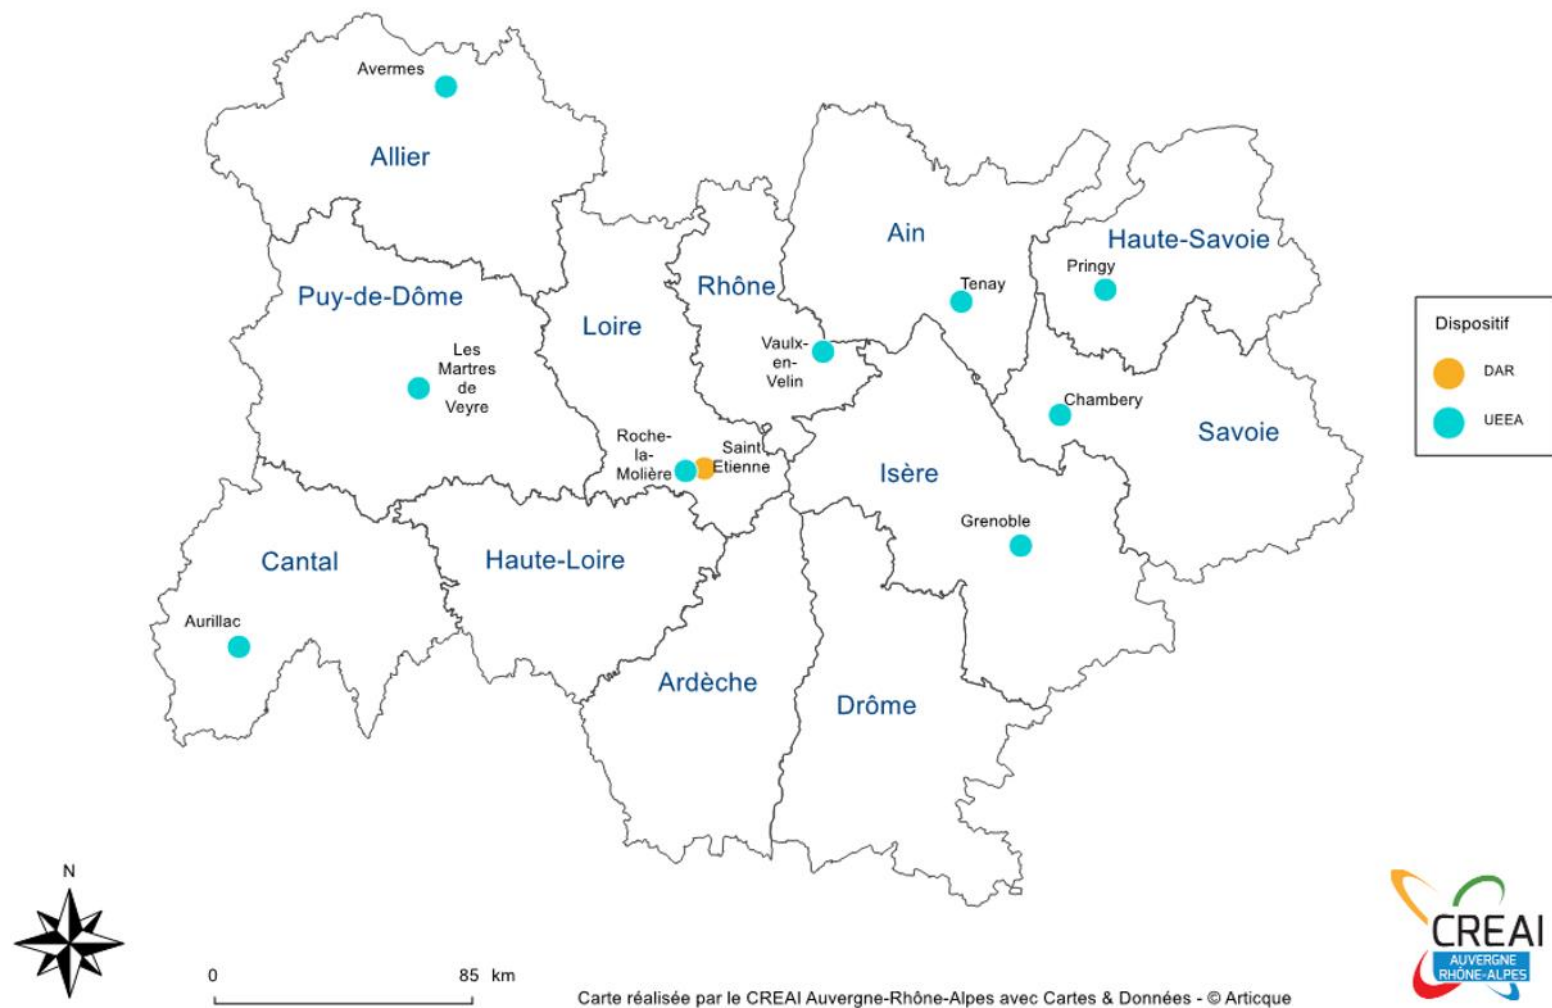 Avermes
Allier
Ain
Haute-Savoie
Pringy
Tenay
Rhône
Puy-de-Dôme
Loire
Dispositif
DAR
UEEA
Vaulx-
en-
Velin
Les
Martres
de
Veyre
Chambery
Savoie
Roche-
la-
Molière
Saint
Etienne
Isère
Grenoble
Cantal
Haute-Loire
Aurillac
Ardèche
Drôme
N
0 85 km
CREAI
AUVERGNE
RHÔNE-ALPES
Carte réalisée par le CREAI Auvergne-Rhône-Alpes avec Cartes & Données - © Articque